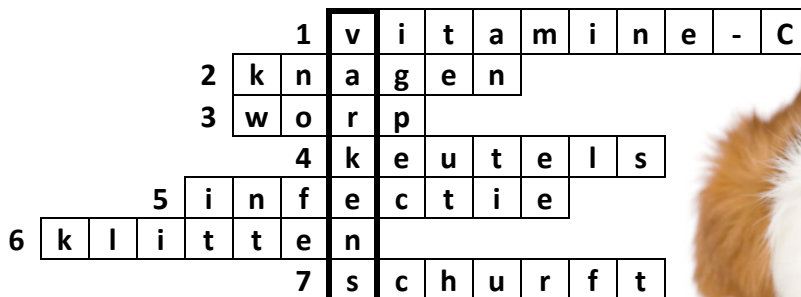 1 vitamine-C
2 knagen
3 worp
4 keutels
5 infectie
6 klitten
7 schurft